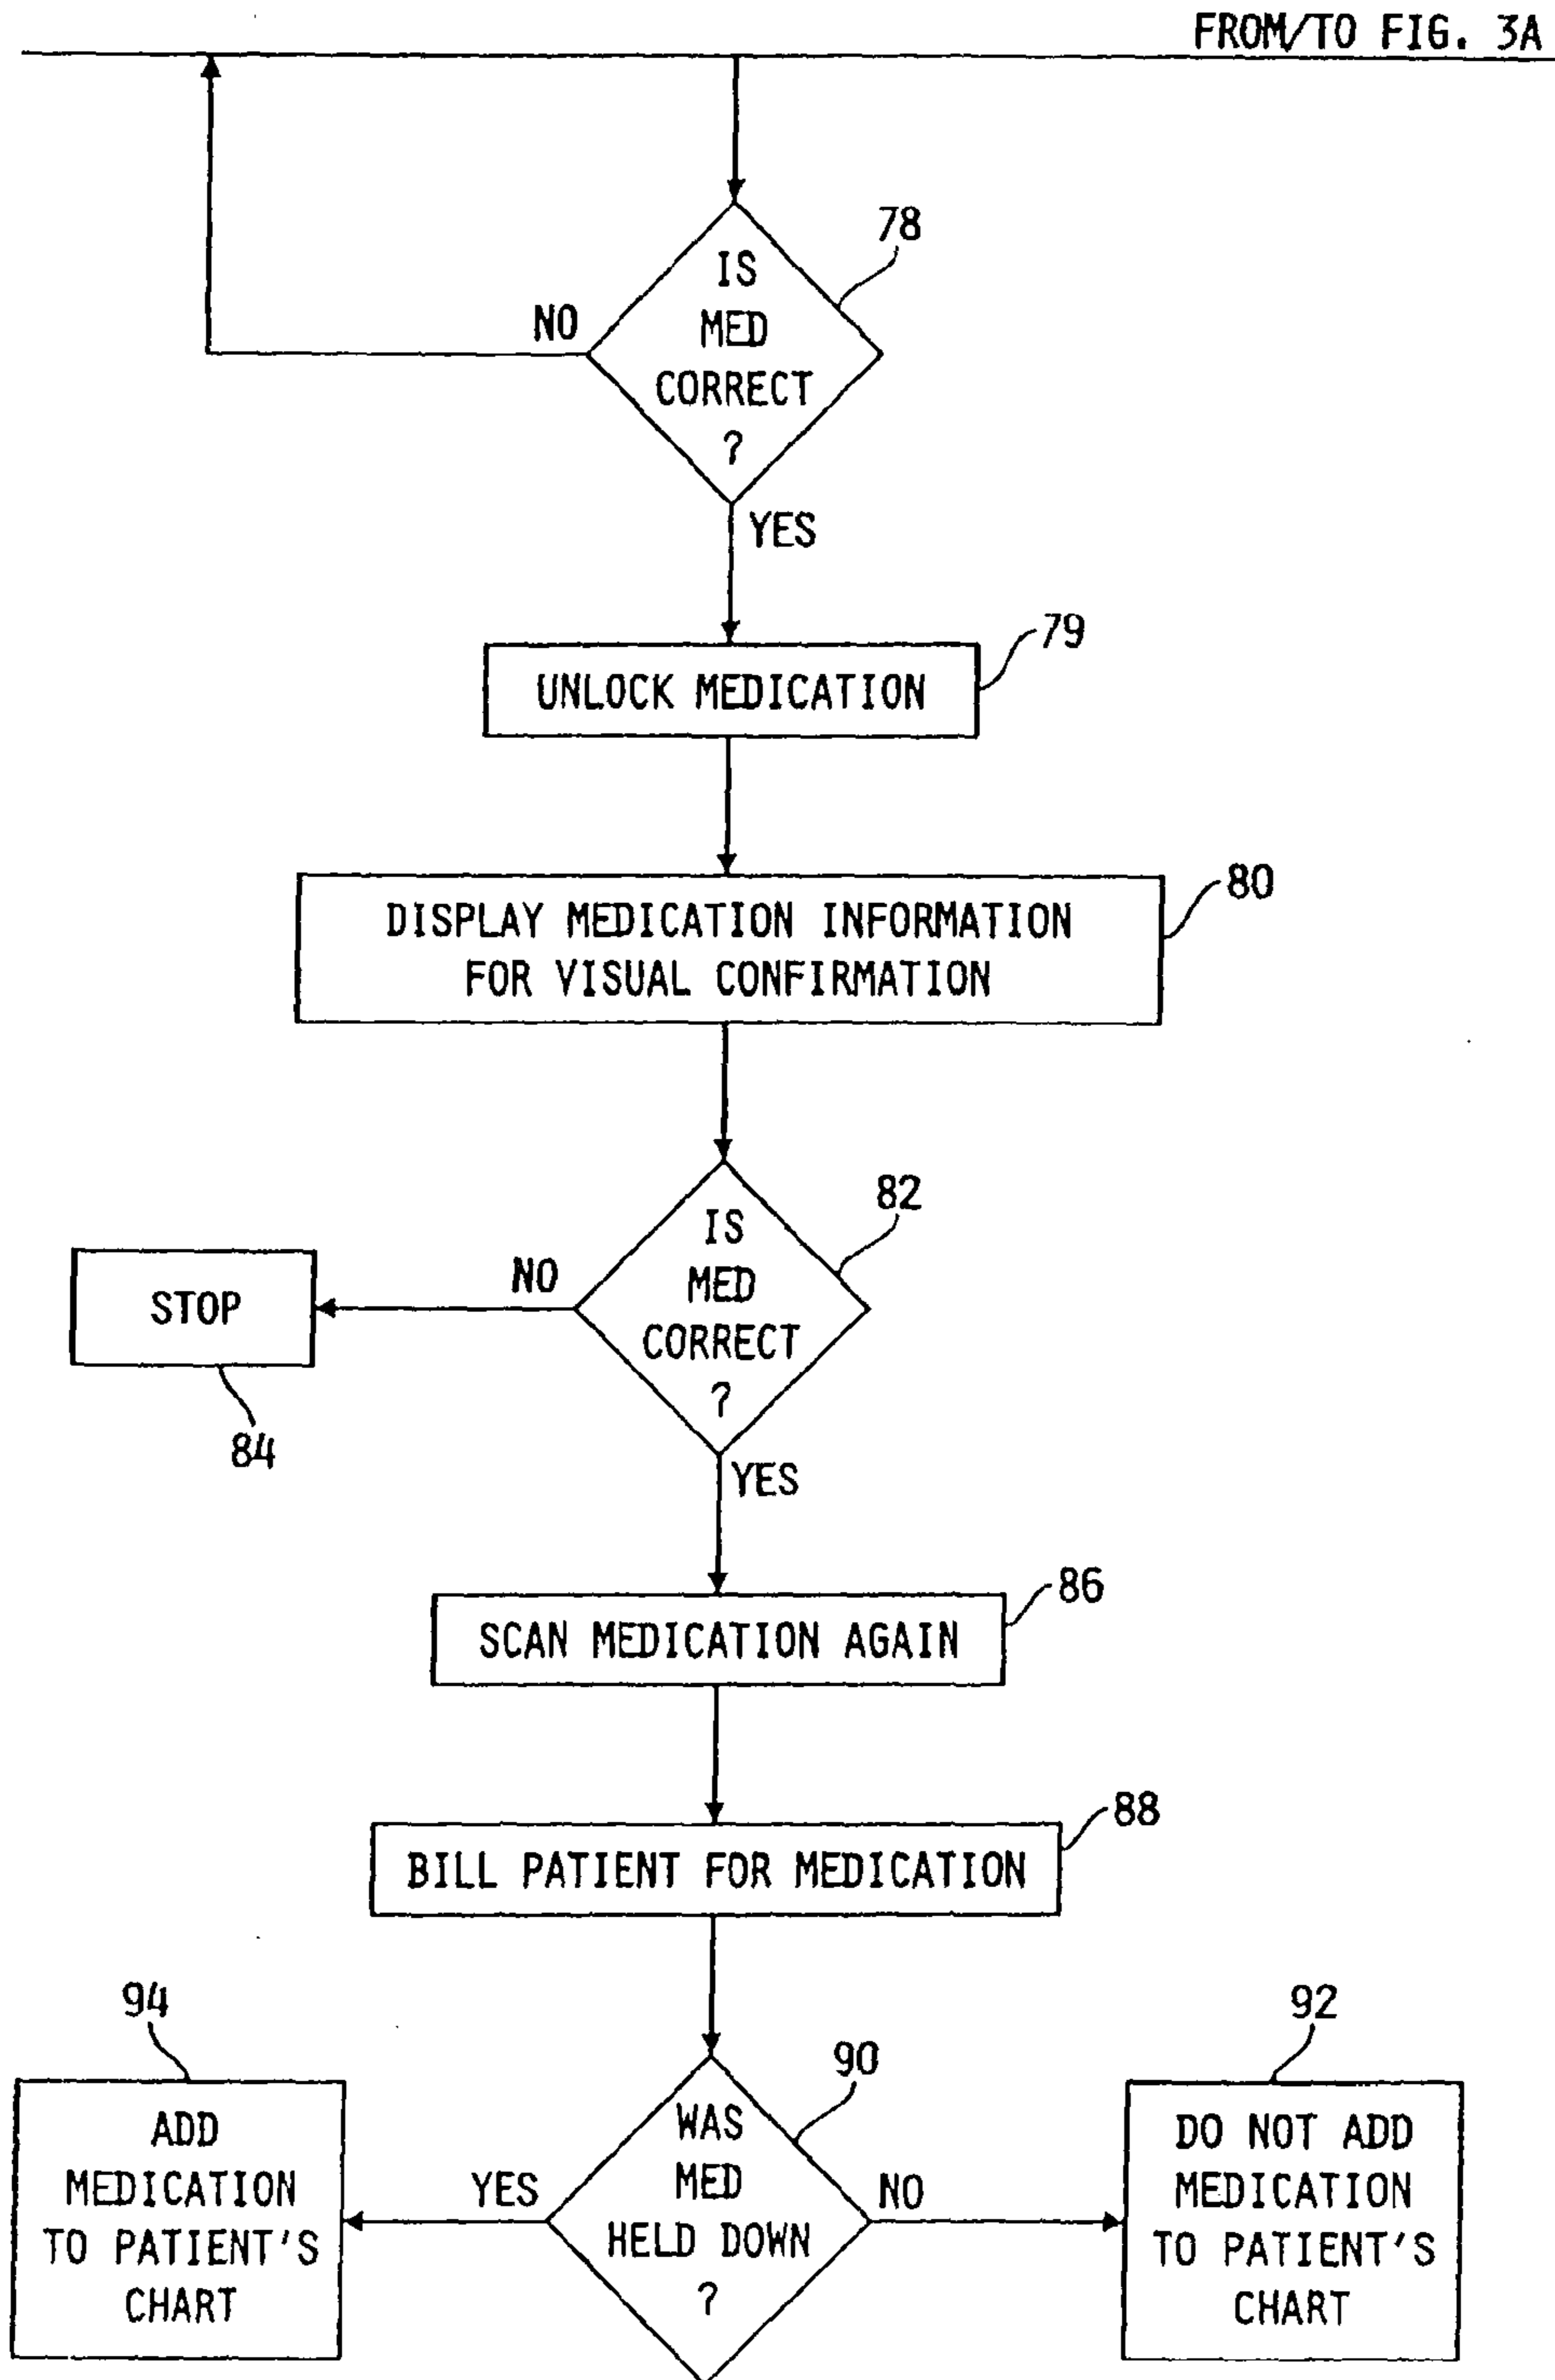 FROM/TO FIG. 3A
78
IS
MED
CORRECT
?
NO
YES
79
UNLOCK MEDICATION
80
DISPLAY MEDICATION INFORMATION
FOR VISUAL CONFIRMATION
82
IS
MED
CORRECT
?
NO
STOP
84
YES
86
SCAN MEDICATION AGAIN
88
BILL PATIENT FOR MEDICATION
94
90
92
WAS
MED
HELD DOWN
?
YES
NO
ADD
MEDICATION
TO PATIENT'S
CHART
DO NOT ADD
MEDICATION
TO PATIENT'S
CHART